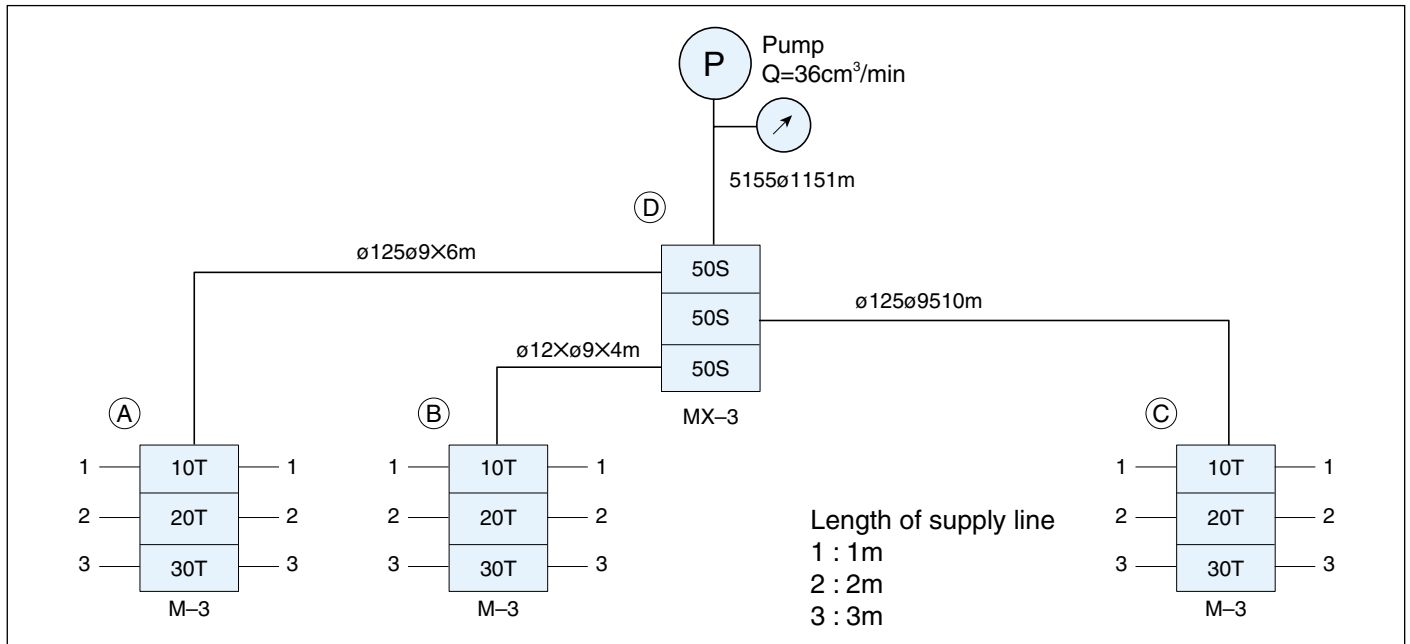 P
Pump
Q=36cm³/min
5155ø1151m
D
ø125ø9×6m
50S
50S
ø125ø9510m
ø12×ø9×4m
50S
MX–3
A
B
C
1 10T 1
2 20T 2
3 30T 3
M–3
1 10T 1
2 20T 2
3 30T 3
M–3
Length of supply line
1 : 1m
2 : 2m
3 : 3m
1 10T 1
2 20T 2
3 30T 3
M–3